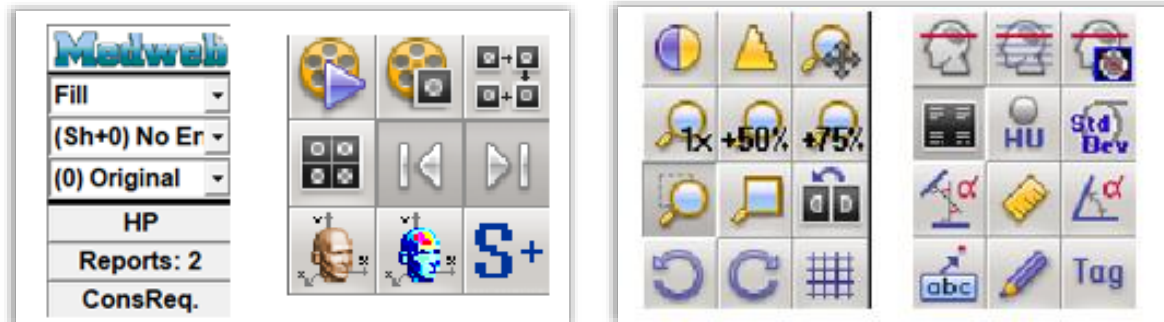 Medweb
Fill
(Sh+0) No En
(0) Original
HP
Reports: 2
ConsReq.
Y
X
Z
Y
X
Z
S+
1x +50% +75%
HU
Std
Dev
α
α
abc
Tag